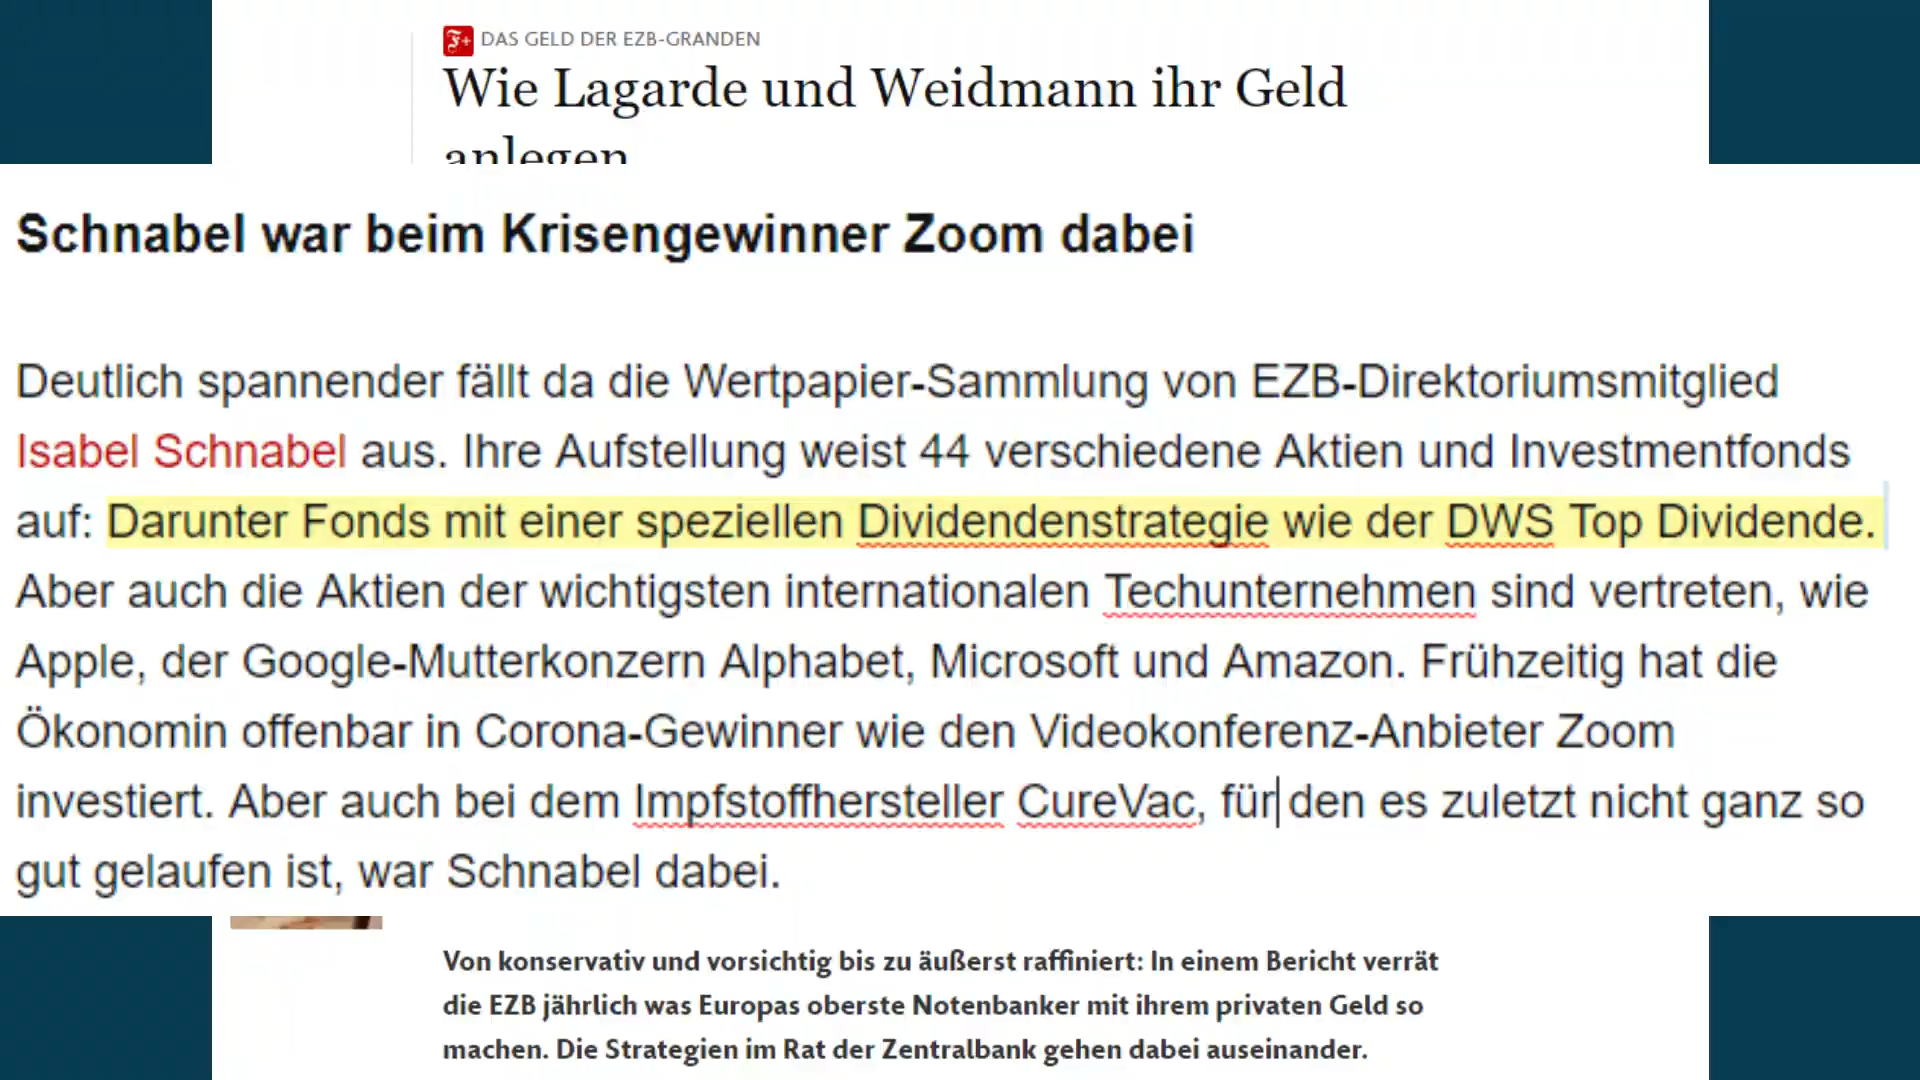 F+ DAS GELD DER EZB-GRANDEN
Wie Lagarde und Weidmann ihr Geld
anlegen
Schnabel war beim Krisengewinner Zoom dabei
Deutlich spannender fällt da die Wertpapier-Sammlung von EZB-Direktoriumsmitglied
Isabel Schnabel aus. Ihre Aufstellung weist 44 verschiedene Aktien und Investmentfonds
auf: Darunter Fonds mit einer speziellen Dividendenstrategie wie der DWS Top Dividende.
Aber auch die Aktien der wichtigsten internationalen Techunternehmen sind vertreten, wie
Apple, der Google-Mutterkonzern Alphabet, Microsoft und Amazon. Frühzeitig hat die
Ökonomin offenbar in Corona-Gewinner wie den Videokonferenz-Anbieter Zoom
investiert. Aber auch bei dem Impfstoffhersteller CureVac, für den es zuletzt nicht ganz so
gut gelaufen ist, war Schnabel dabei.
Von konservativ und vorsichtig bis zu äußerst raffiniert: In einem Bericht verrät
die EZB jährlich was Europas oberste Notenbanker mit ihrem privaten Geld so
machen. Die Strategien im Rat der Zentralbank gehen dabei auseinander.